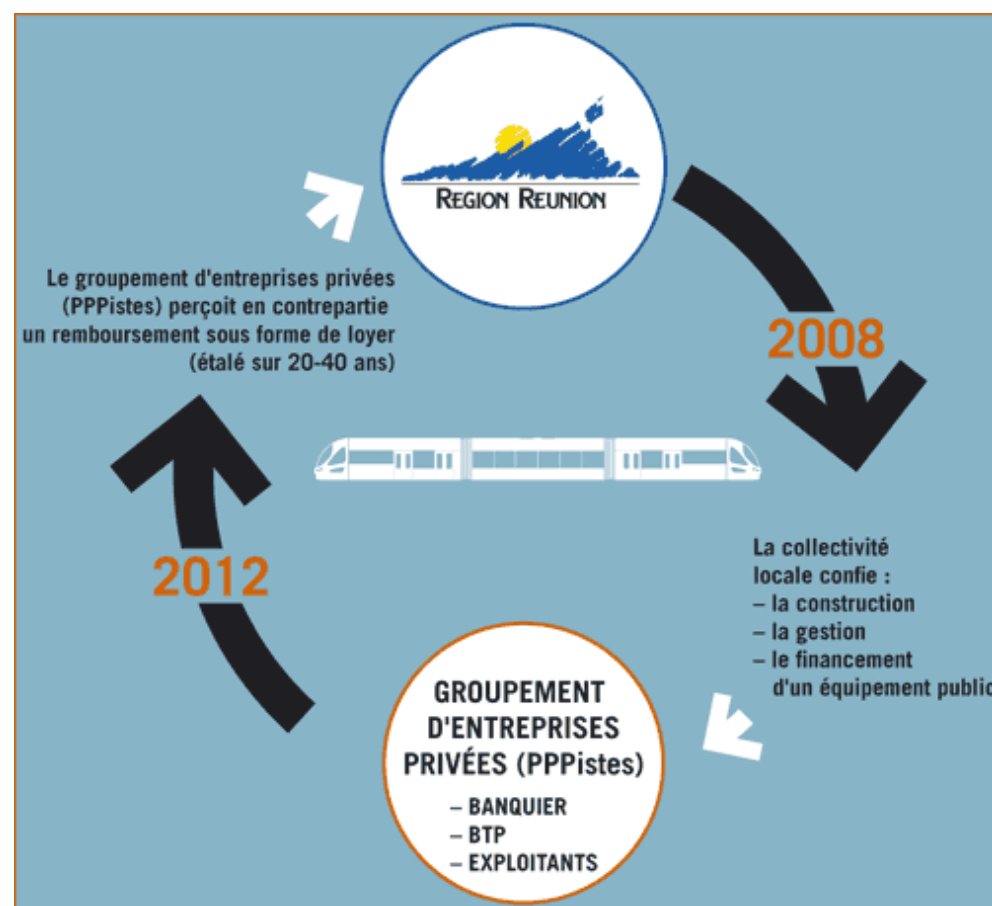 REGION REUNION
Le groupement d'entreprises privées
(PPPistes) perçoit en contrepartie
un remboursement sous forme de loyer
(étalé sur 20-40 ans)
2008
2012
La collectivité
locale confie :
– la construction
– la gestion
– le financement
d'un équipement public
GROUPEMENT
D'ENTREPRISES
PRIVÉES (PPPistes)
– BANQUIER
– BTP
– EXPLOITANTS